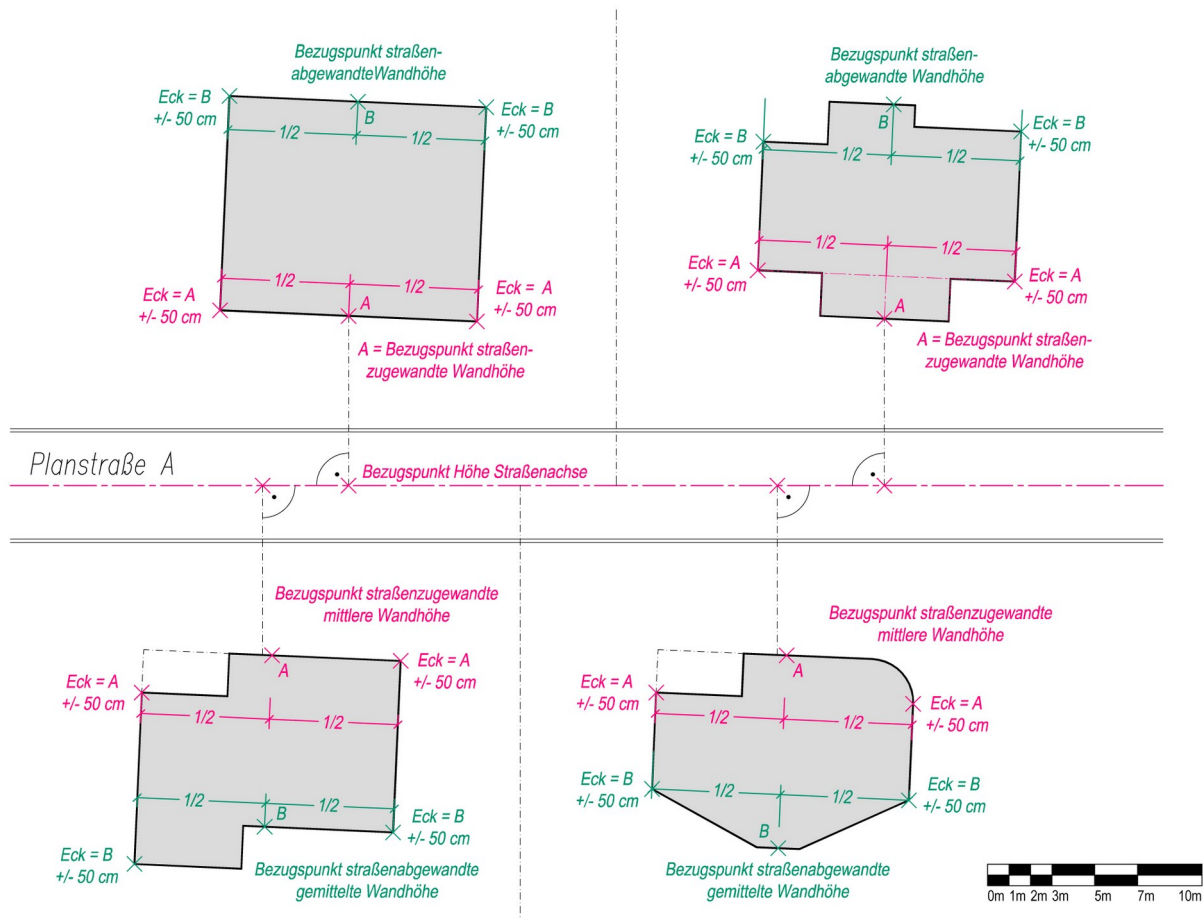 Bezugspunkt straßen-
abgewandteWandhöhe
Eck = B
+/- 50 cm
B
Eck = B
+/- 50 cm
1/2
1/2
1/2
1/2
Eck = A
+/- 50 cm
A
Eck = A
+/- 50 cm
A = Bezugspunkt straßen-
zugewandte Wandhöhe
Bezugspunkt straßen-
abgewandte Wandhöhe
Eck = B
+/- 50 cm
B
Eck = B
+/- 50 cm
1/2
1/2
1/2
1/2
Eck = A
+/- 50 cm
Eck = A
+/- 50 cm
A
A = Bezugspunkt straßen-
zugewandte Wandhöhe
Planstraße A
Bezugspunkt Höhe Straßenachse
Bezugspunkt straßenzugewandte
mittlere Wandhöhe
A
Eck = A
+/- 50 cm
Eck = A
+/- 50 cm
1/2
1/2
1/2
1/2
B
Eck = B
+/- 50 cm
Eck = B
+/- 50 cm
Bezugspunkt straßenabgewandte
gemittelte Wandhöhe
Bezugspunkt straßenzugewandte
mittlere Wandhöhe
A
Eck = A
+/- 50 cm
Eck = A
+/- 50 cm
1/2
1/2
Eck = B
+/- 50 cm
1/2
1/2
Eck = B
+/- 50 cm
B
Bezugspunkt straßenabgewandte
gemittelte Wandhöhe
0m 1m 2m 3m 5m 7m 10m